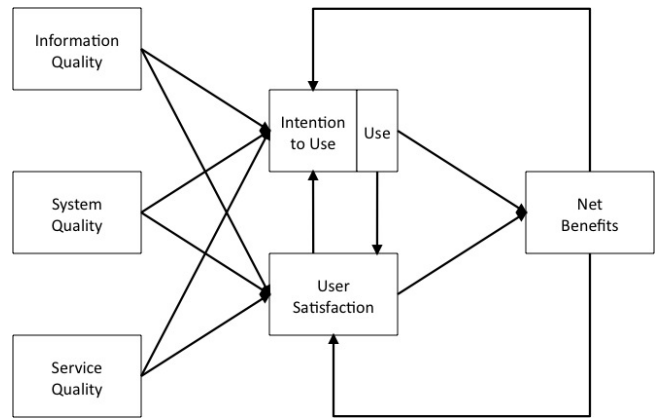 Information
Quality
Intention
to Use
Use
System
Quality
Net
Benefits
User
Satisfaction
Service
Quality